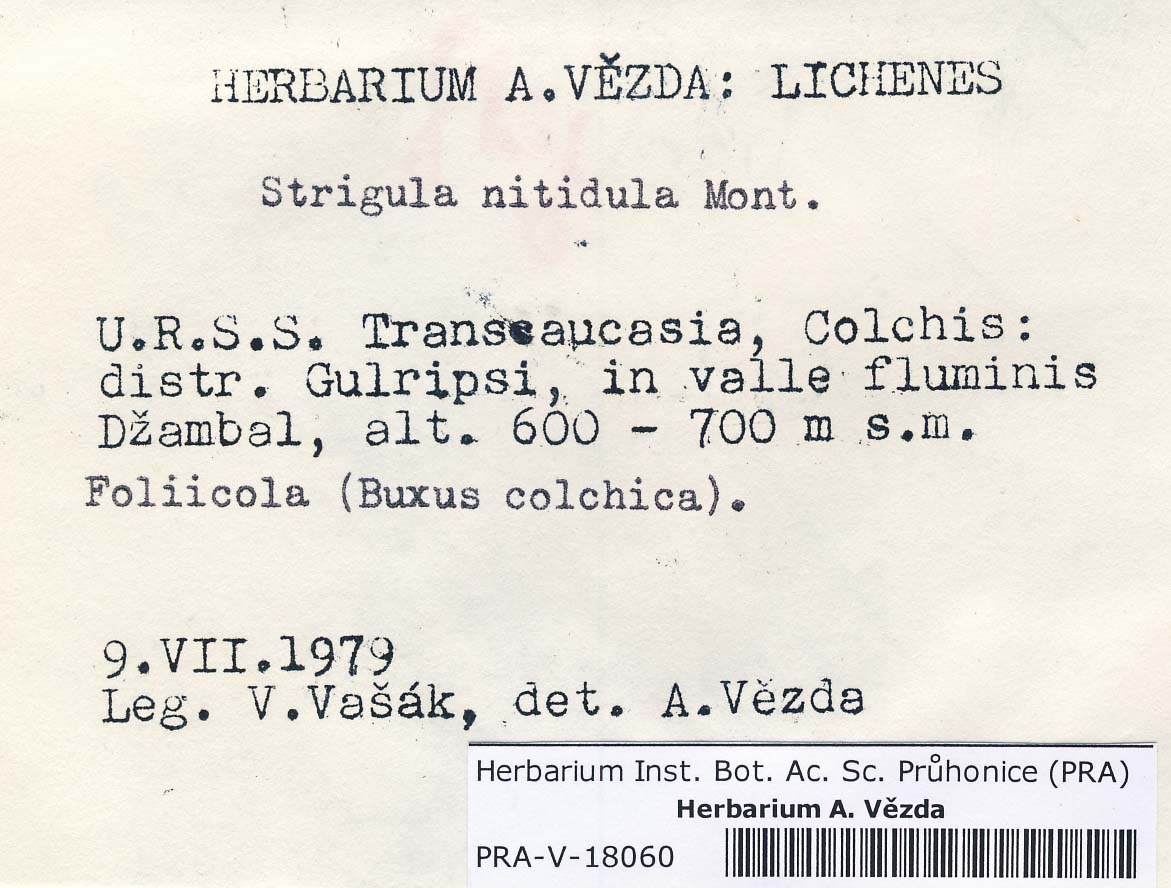 HERBARIUM A.VĚZDA: LICHENES
Strigula nitidula Mont.
U.R.S.S. Transcaucasia, Colchis:
distr. Gulripsi, in valle fluminis
Džambal, alt. 600 - 700 m s.m.
Foliicola (Buxus colchica).
9.VII.1979
Leg. V.Vašák, det. A.Vězda
Herbarium Inst. Bot. Ac. Sc. Průhonice (PRA)
Herbarium A. Vězda
PRA-V-18060